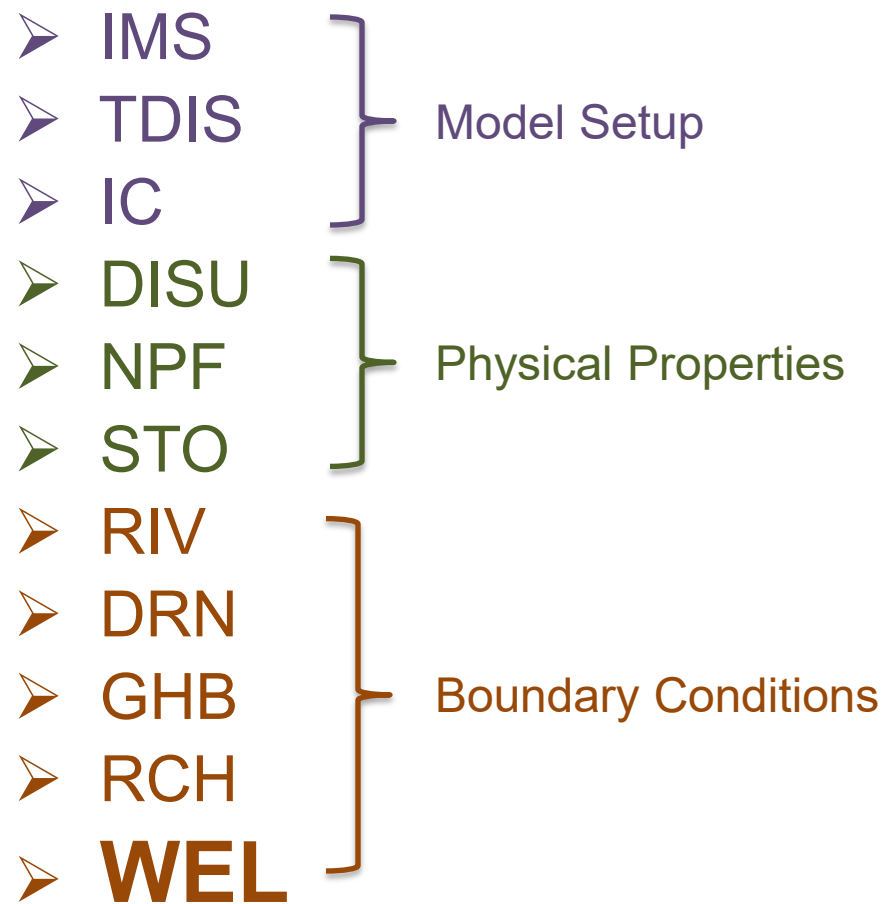 ➢ IMS
➢ TDIS
➢ IC
Model Setup
➢ DISU
➢ NPF
➢ STO
Physical Properties
➢ RIV
➢ DRN
➢ GHB
➢ RCH
➢ WEL
Boundary Conditions